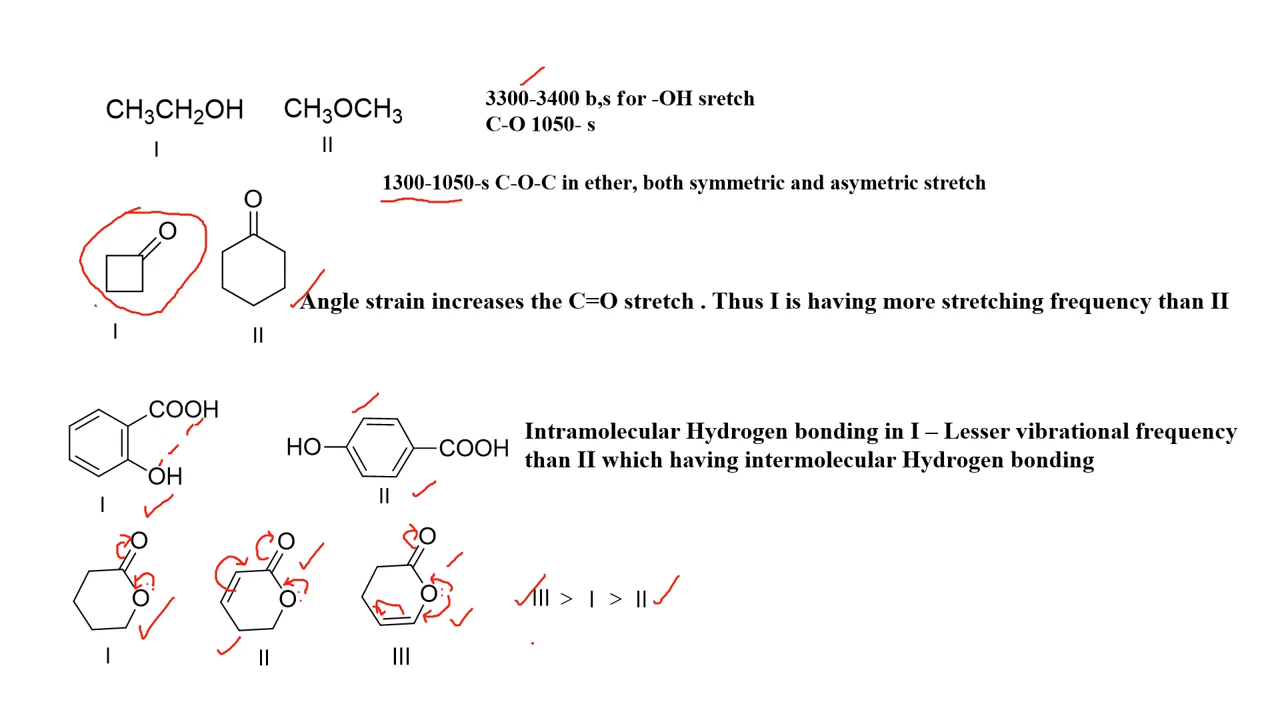 CH3CH2OH CH3OCH3
I II
3300-3400 b,s for -OH sretch
C-O 1050- s
1300-1050-s C-O-C in ether, both symmetric and asymetric stretch
O O
I II
Angle strain increases the C=O stretch . Thus I is having more stretching frequency than II
COOH
OH
I
HO COOH
II
Intramolecular Hydrogen bonding in I – Lesser vibrational frequency
than II which having intermolecular Hydrogen bonding
O O O
O O O
I II III
III > I > II